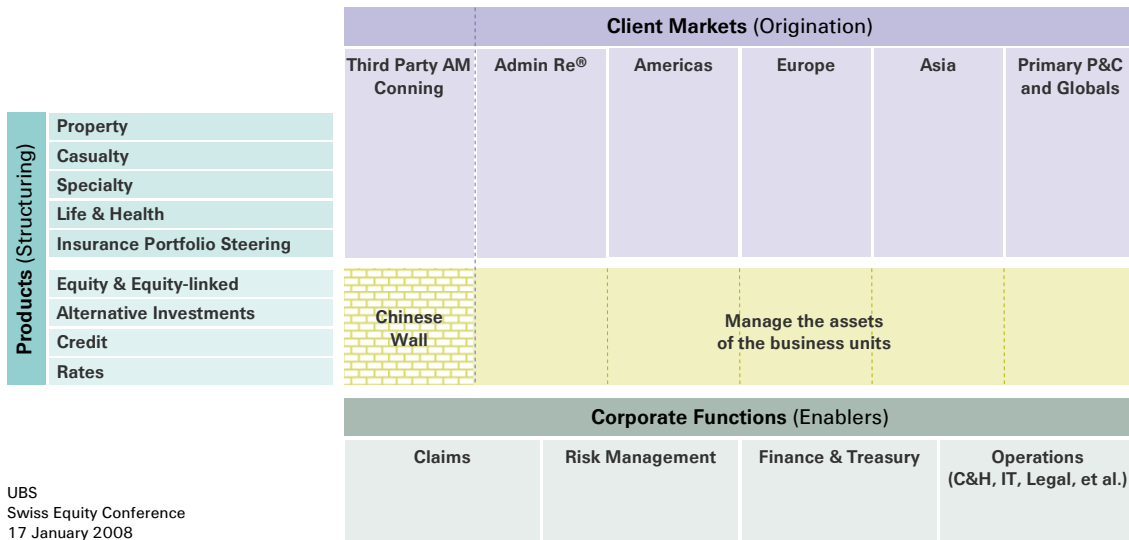 Client Markets (Origination)
Third Party AM
Conning
Admin Re®
Americas
Europe
Asia
Primary P&C
and Globals
Products (Structuring)
Property
Casualty
Specialty
Life & Health
Insurance Portfolio Steering
Equity & Equity-linked
Alternative Investments
Credit
Rates
Chinese
Wall
Manage the assets
of the business units
Corporate Functions (Enablers)
Claims
Risk Management
Finance & Treasury
Operations
(C&H, IT, Legal, et al.)
UBS
Swiss Equity Conference
17 January 2008